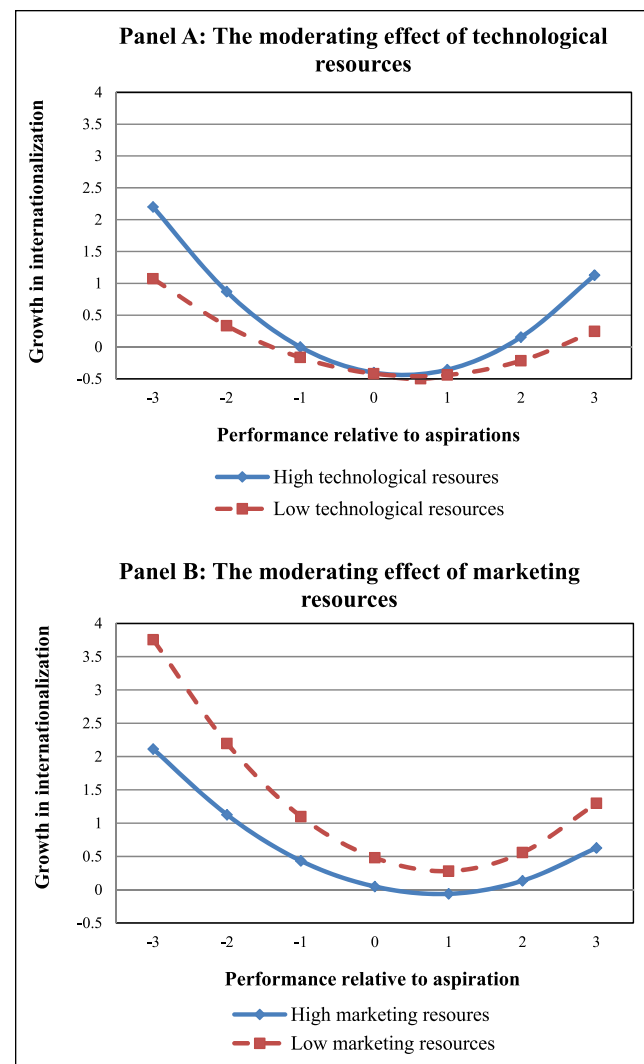 Panel A: The moderating effect of technological
resources
4
3.5
3
2.5
2
1.5
1
0.5
0
-0.5
Growth in internationalization
-3 -2 -1 0 1 2 3
Performance relative to aspirations
High technological resoures
Low technological resources
Panel B: The moderating effect of marketing
resources
4
3.5
3
2.5
2
1.5
1
0.5
0
-0.5
Growth in internationalization
-3 -2 -1 0 1 2 3
Performance relative to aspiration
High marketing resoures
Low marketing resources